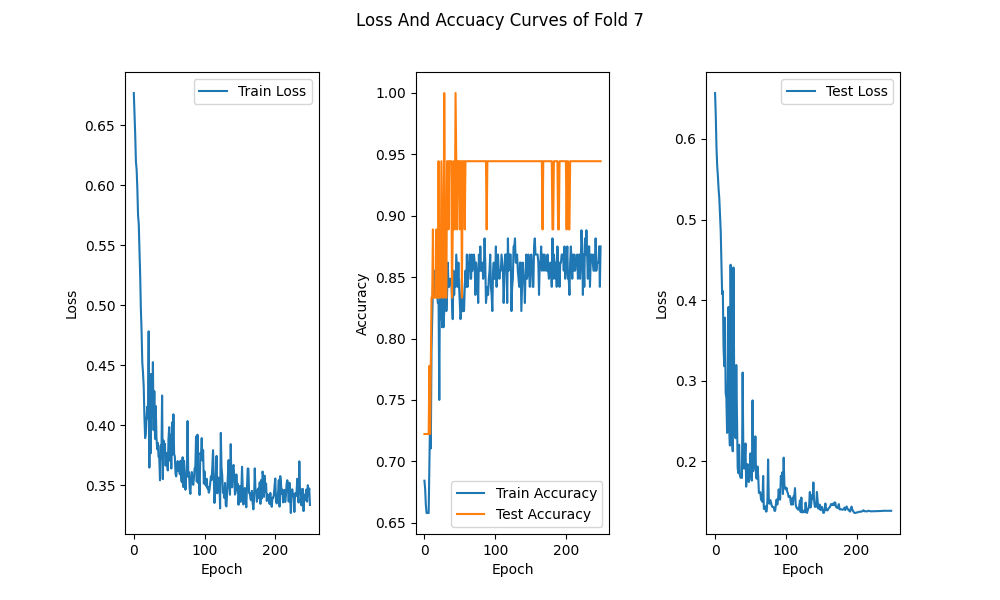 Loss And Accuacy Curves of Fold 7
Train Loss
0.65
0.60
0.55
0.50
0.45
0.40
0.35
Loss
0
100
200
Epoch
1.00
0.95
0.90
0.85
0.80
0.75
0.70
0.65
Accuracy
Train Accuracy
Test Accuracy
0
100
200
Epoch
Test Loss
0.6
0.5
0.4
0.3
0.2
Loss
0
100
200
Epoch